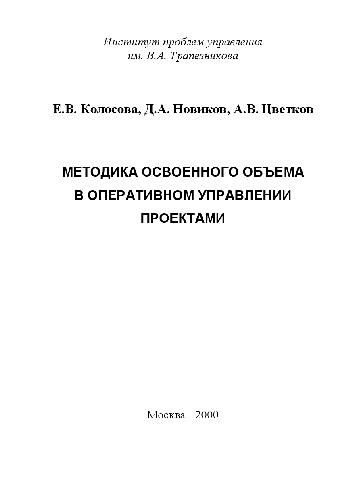 Институт проблем управления
им. В.А. Трапезникова
Е.В. Колосова, Д.А. Новиков, А.В. Цветков
МЕТОДИКА ОСВОЕННОГО ОБЪЕМА
В ОПЕРАТИВНОМ УПРАВЛЕНИИ
ПРОЕКТАМИ
Москва 2000